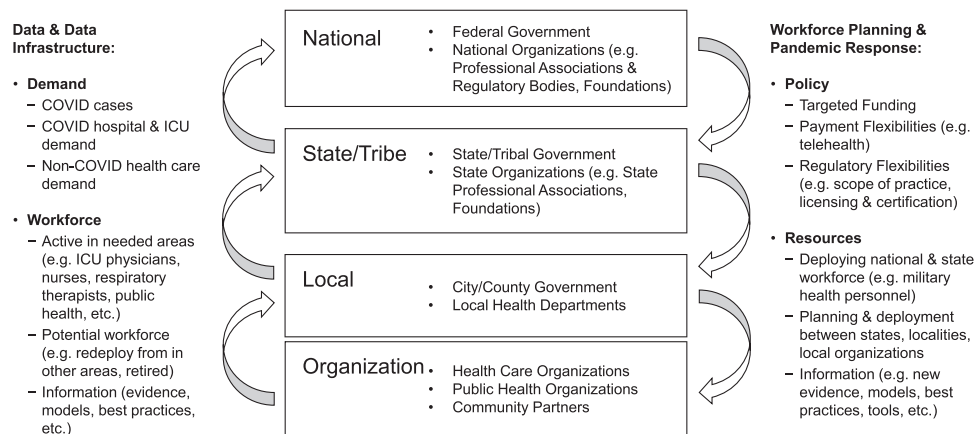 Data & Data
Infrastructure:
• Demand
– COVID cases
– COVID hospital & ICU
demand
– Non-COVID health care
demand
• Workforce
– Active in needed areas
(e.g. ICU physicians,
nurses, respiratory
therapists, public
health, etc.)
– Potential workforce
(e.g. redeploy from in
other areas, retired)
– Information (evidence,
models, best practices,
etc.)
National
• Federal Government
• National Organizations (e.g.
Professional Associations &
Regulatory Bodies, Foundations)
State/Tribe
• State/Tribal Government
• State Organizations (e.g. State
Professional Associations,
Foundations)
Local
• City/County Government
• Local Health Departments
Organization
• Health Care Organizations
• Public Health Organizations
• Community Partners
Workforce Planning &
Pandemic Response:
• Policy
– Targeted Funding
– Payment Flexibilities (e.g.
telehealth)
– Regulatory Flexibilities
(e.g. scope of practice,
licensing & certification)
• Resources
– Deploying national & state
workforce (e.g. military
health personnel)
– Planning & deployment
between states, localities,
local organizations
– Information (e.g. new
evidence, models, best
practices, tools, etc.)